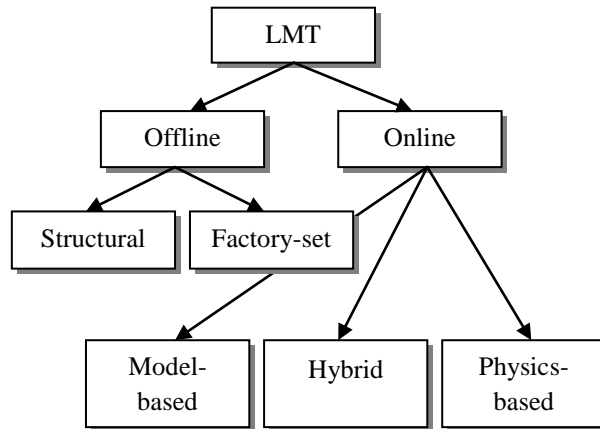 LMT
Offline
Online
Structural
Factory-set
Model-
based
Hybrid
Physics-
based